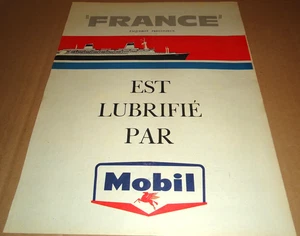 'FRANCE'
EST
LUBRIFIÉ
PAR
Mobil